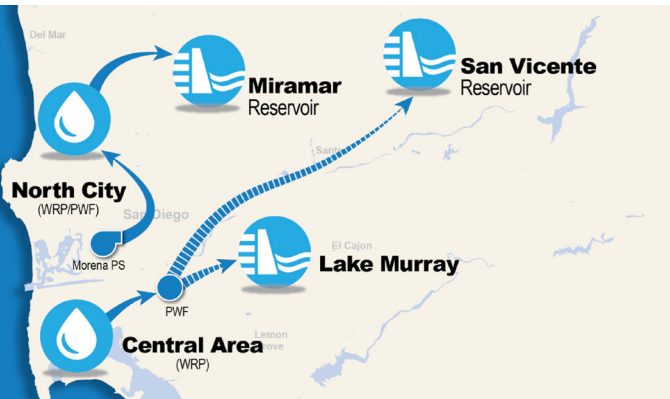 Del Mar
Miramar
Reservoir
San Vicente
Reservoir
North City
(WRP/PWF)
San Diego
Morena PS
El Cajon
Lake Murray
PWF
Central Area
(WRP)
Lemon